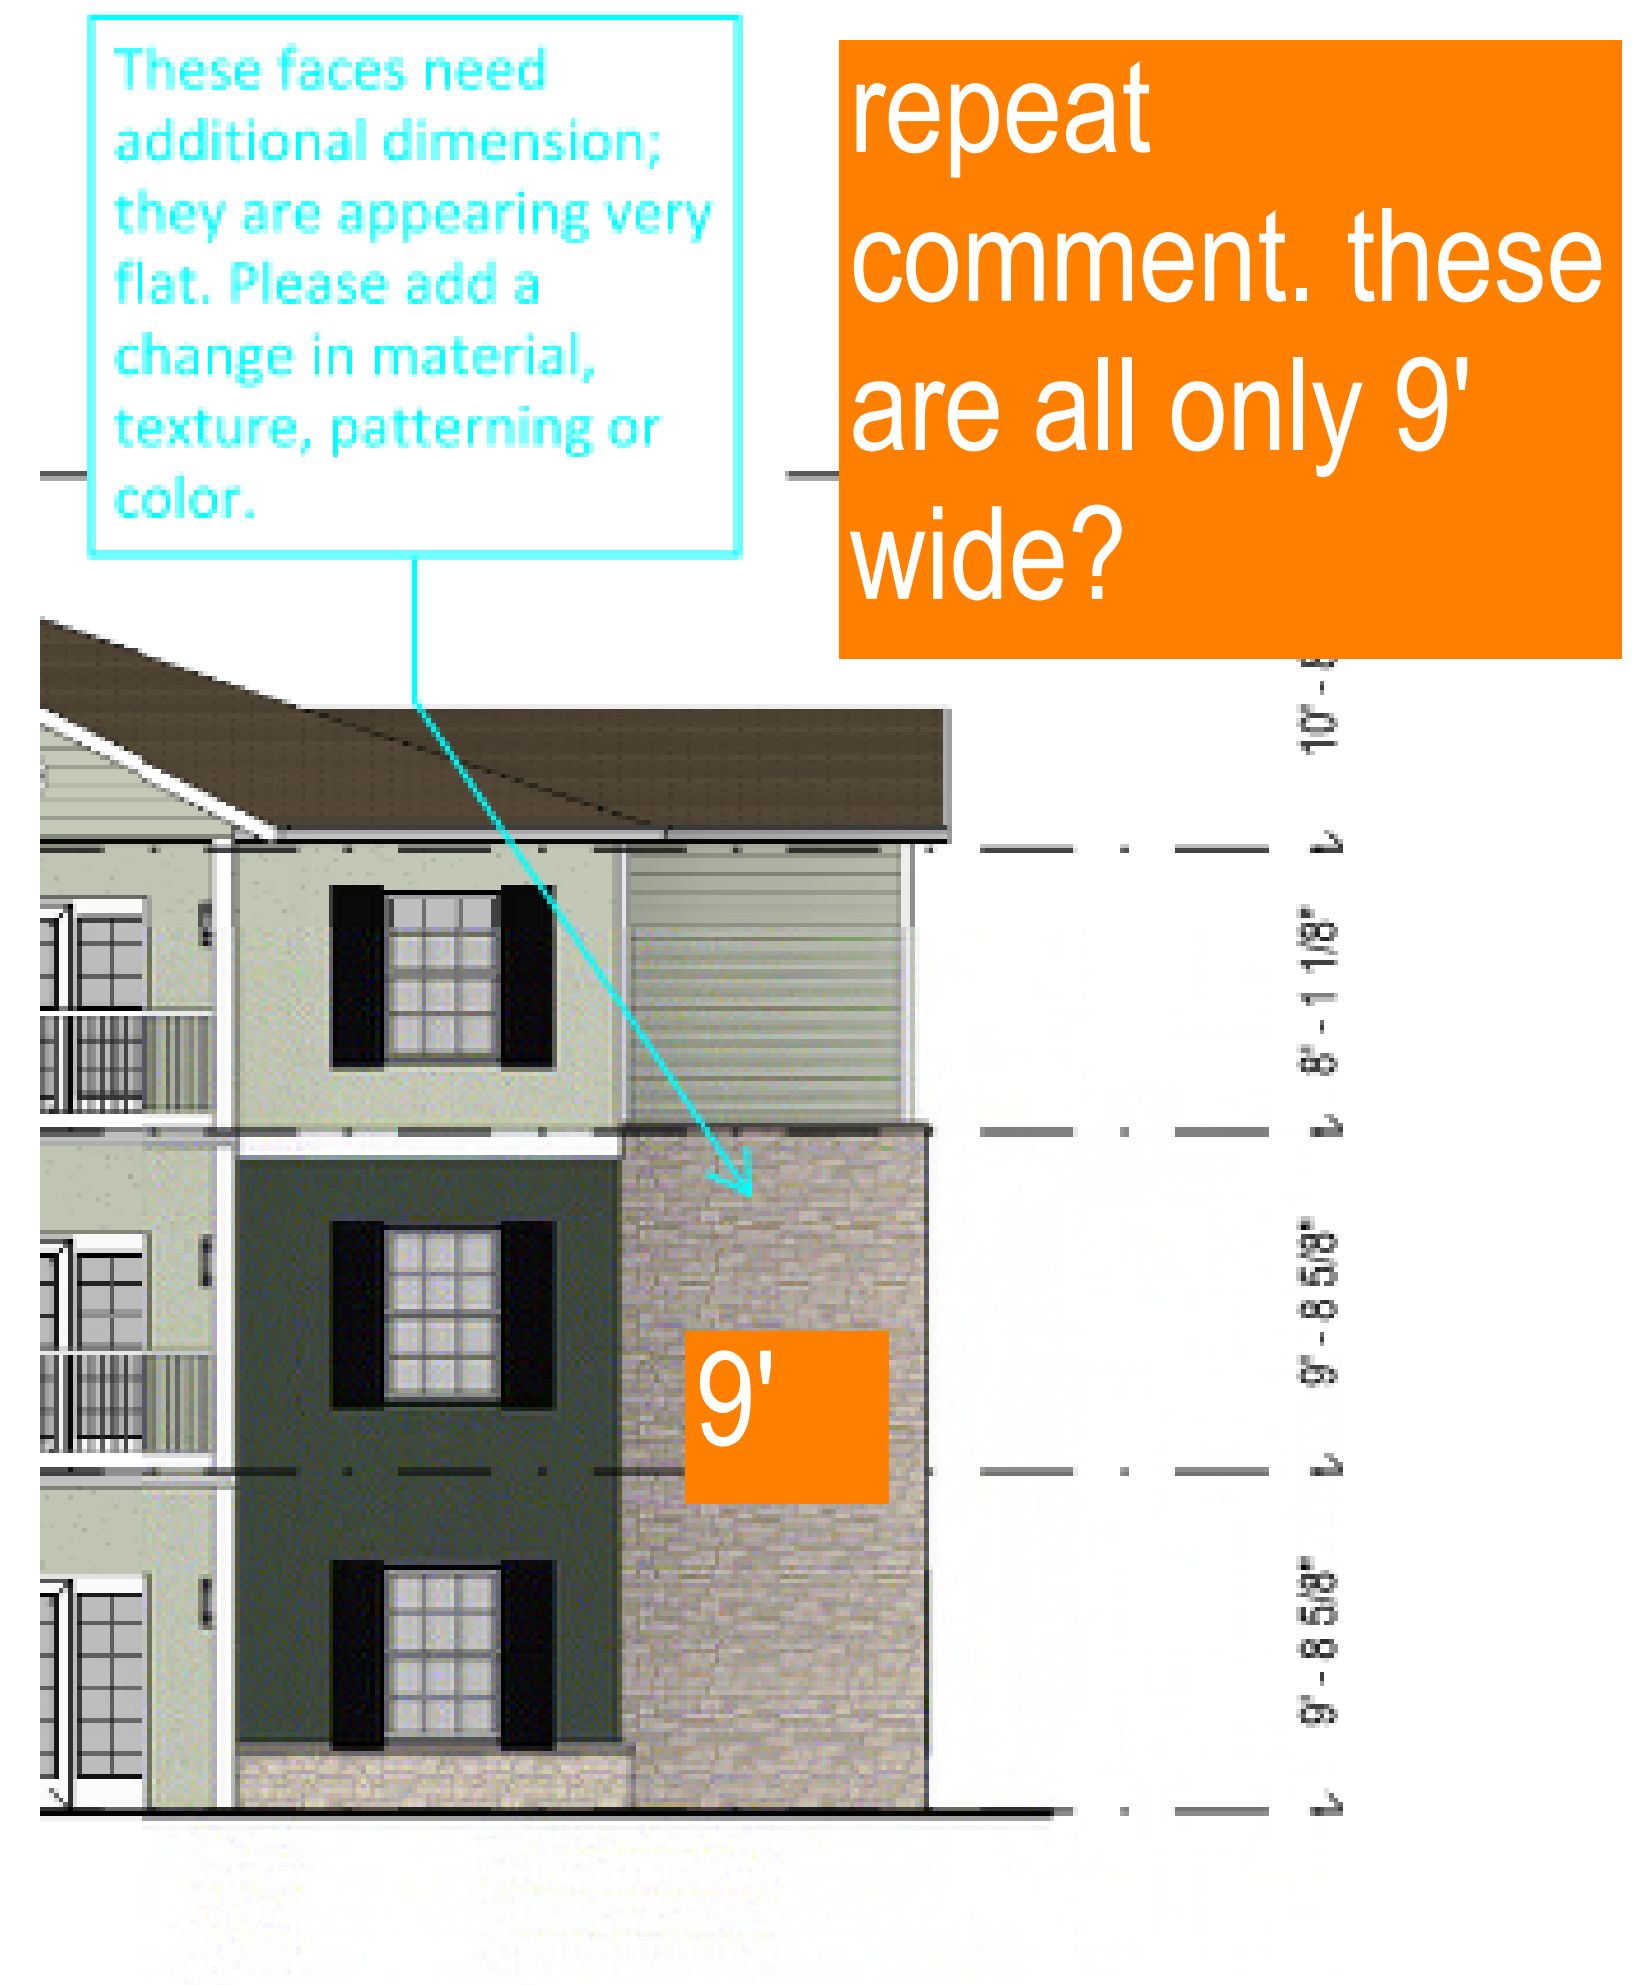 These faces need
additional dimension;
they are appearing very
flat. Please add a
change in material,
texture, patterning or
color.
repeat
comment. these
are all only 9'
wide?
10' - 
8' - 1 1/8"
9' - 8 5/8"
9'
9' - 8 5/8"